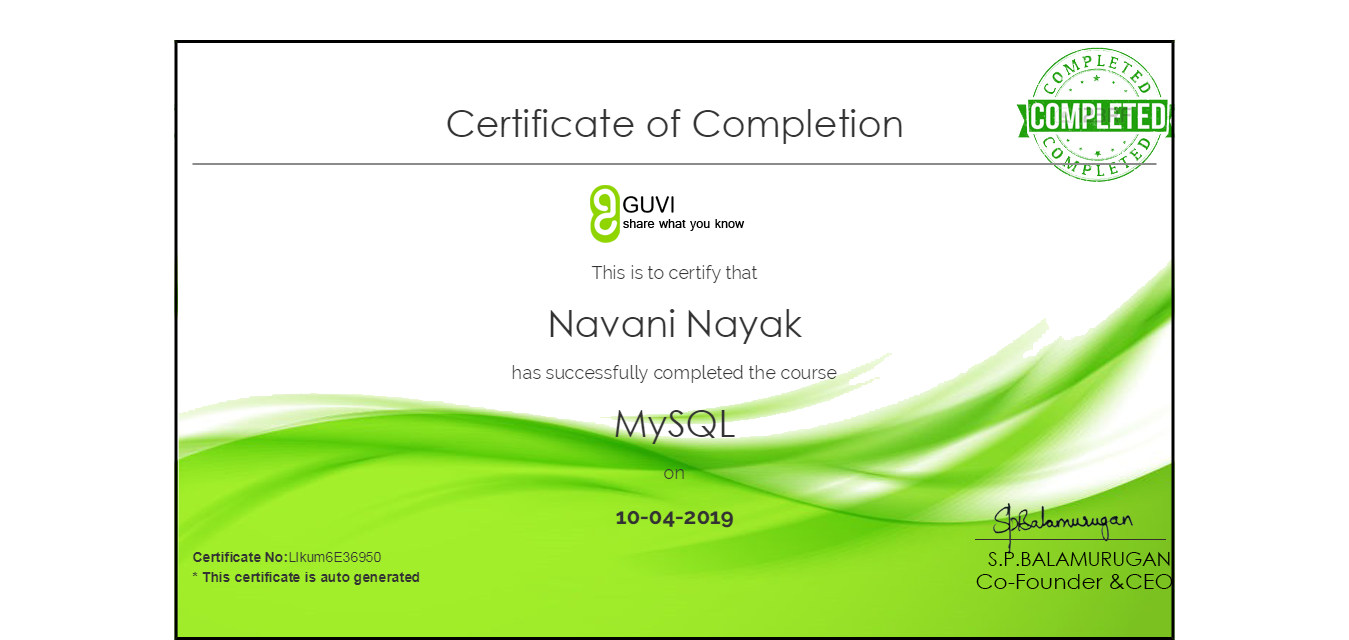 COMPLETED
COMPLETED
COMPLETED
Certificate of Completion
GUVI
share what you know
This is to certify that
Navani Nayak
has successfully completed the course
MySQL
on
10-04-2019
S.P.Balamurugan
S.P.BALAMURUGAN
Co-Founder &CEO
Certificate No:LIkum6E36950
* This certificate is auto generated